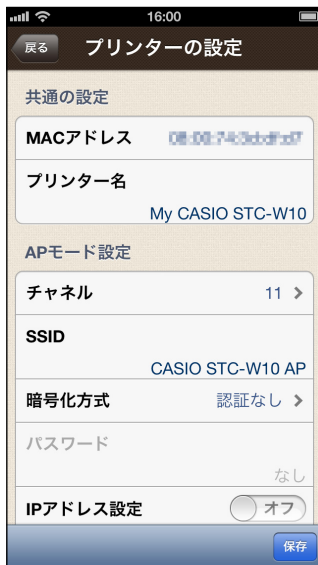 16:00
戻る
プリンターの設定
共通の設定
MACアドレス
プリンター名
My CASIO STC-W10
APモード設定
チャネル 11
SSID
CASIO STC-W10 AP
暗号化方式 認証なし
パスワード
なし
IPアドレス設定 オフ
保存